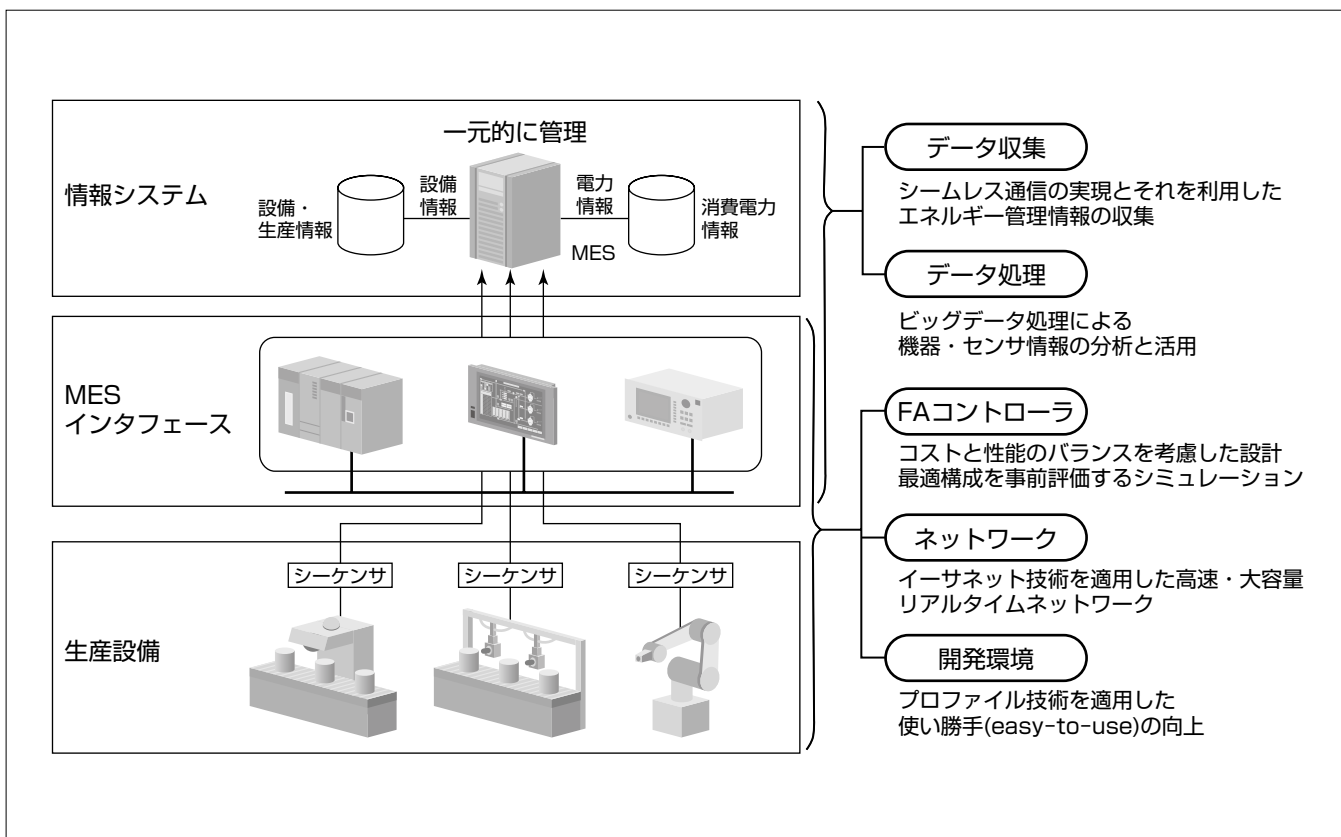 情報システム
一元的に管理
設備・
生産情報
設備
情報
電力
情報
消費電力
情報
MES
MES
インタフェース
生産設備
シーケンサ
シーケンサ
シーケンサ
データ収集
シームレス通信の実現とそれを利用した
エネルギー管理情報の収集
データ処理
ビッグデータ処理による
機器・センサ情報の分析と活用
FAコントローラ
コストと性能のバランスを考慮した設計
最適構成を事前評価するシミュレーション
ネットワーク
イーサネット技術を適用した高速・大容量
リアルタイムネットワーク
開発環境
プロファイル技術を適用した
使い勝手(easy-to-use)の向上